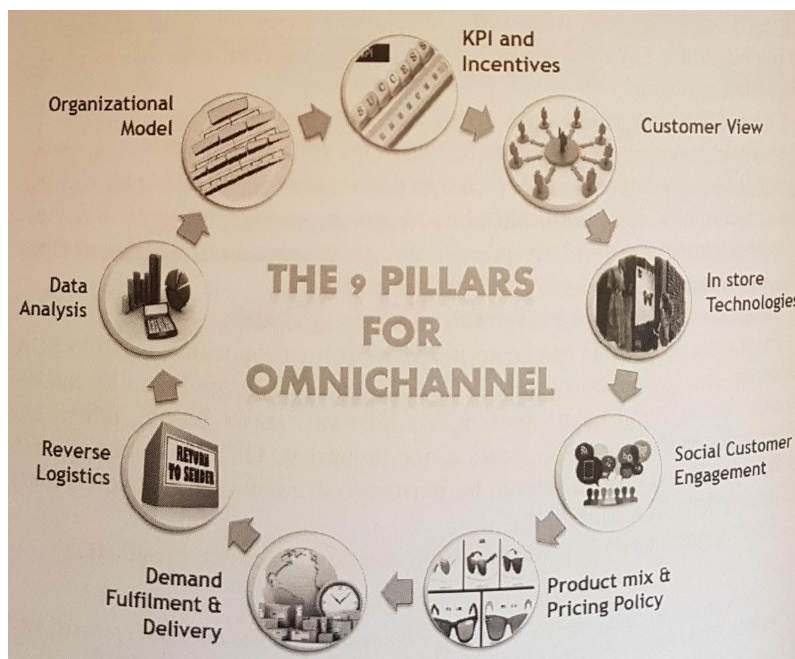 KPI and
Incentives
Organizational
Model
SUCCESS
Customer View
Data
Analysis
THE 9 PILLARS
FOR
OMNICHANNEL
In store
Technologies
Reverse
Logistics
RETURN
TO SENDER
Social Customer
Engagement
Demand
Fulfilment &
Delivery
Product mix &
Pricing Policy